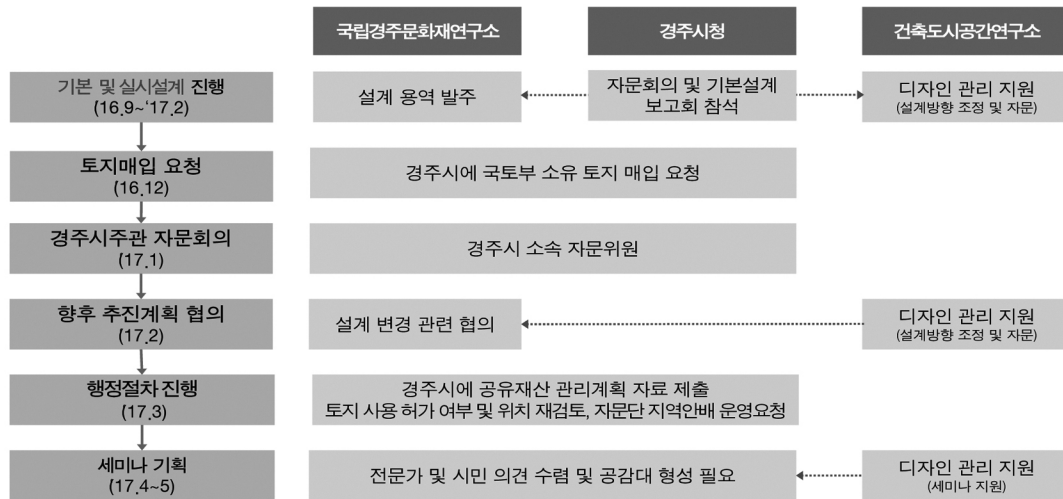 국립경주문화재연구소
경주시청
건축도시공간연구소
기본 및 실시설계 진행
(16.9~'17.2)
설계 용역 발주
자문회의 및 기본설계
보고회 참석
디자인 관리 지원
(설계방향 조정 및 자문)
토지매입 요청
(16.12)
경주시에 국토부 소유 토지 매입 요청
경주시주관 자문회의
(17.1)
경주시 소속 자문위원
향후 추진계획 협의
(17.2)
설계 변경 관련 협의
디자인 관리 지원
(설계방향 조정 및 자문)
행정절차 진행
(17.3)
경주시에 공유재산 관리계획 자료 제출
토지 사용 허가 여부 및 위치 재검토, 자문단 지역안배 운영요청
세미나 기획
(17.4~5)
전문가 및 시민 의견 수렴 및 공감대 형성 필요
디자인 관리 지원
(세미나 지원)